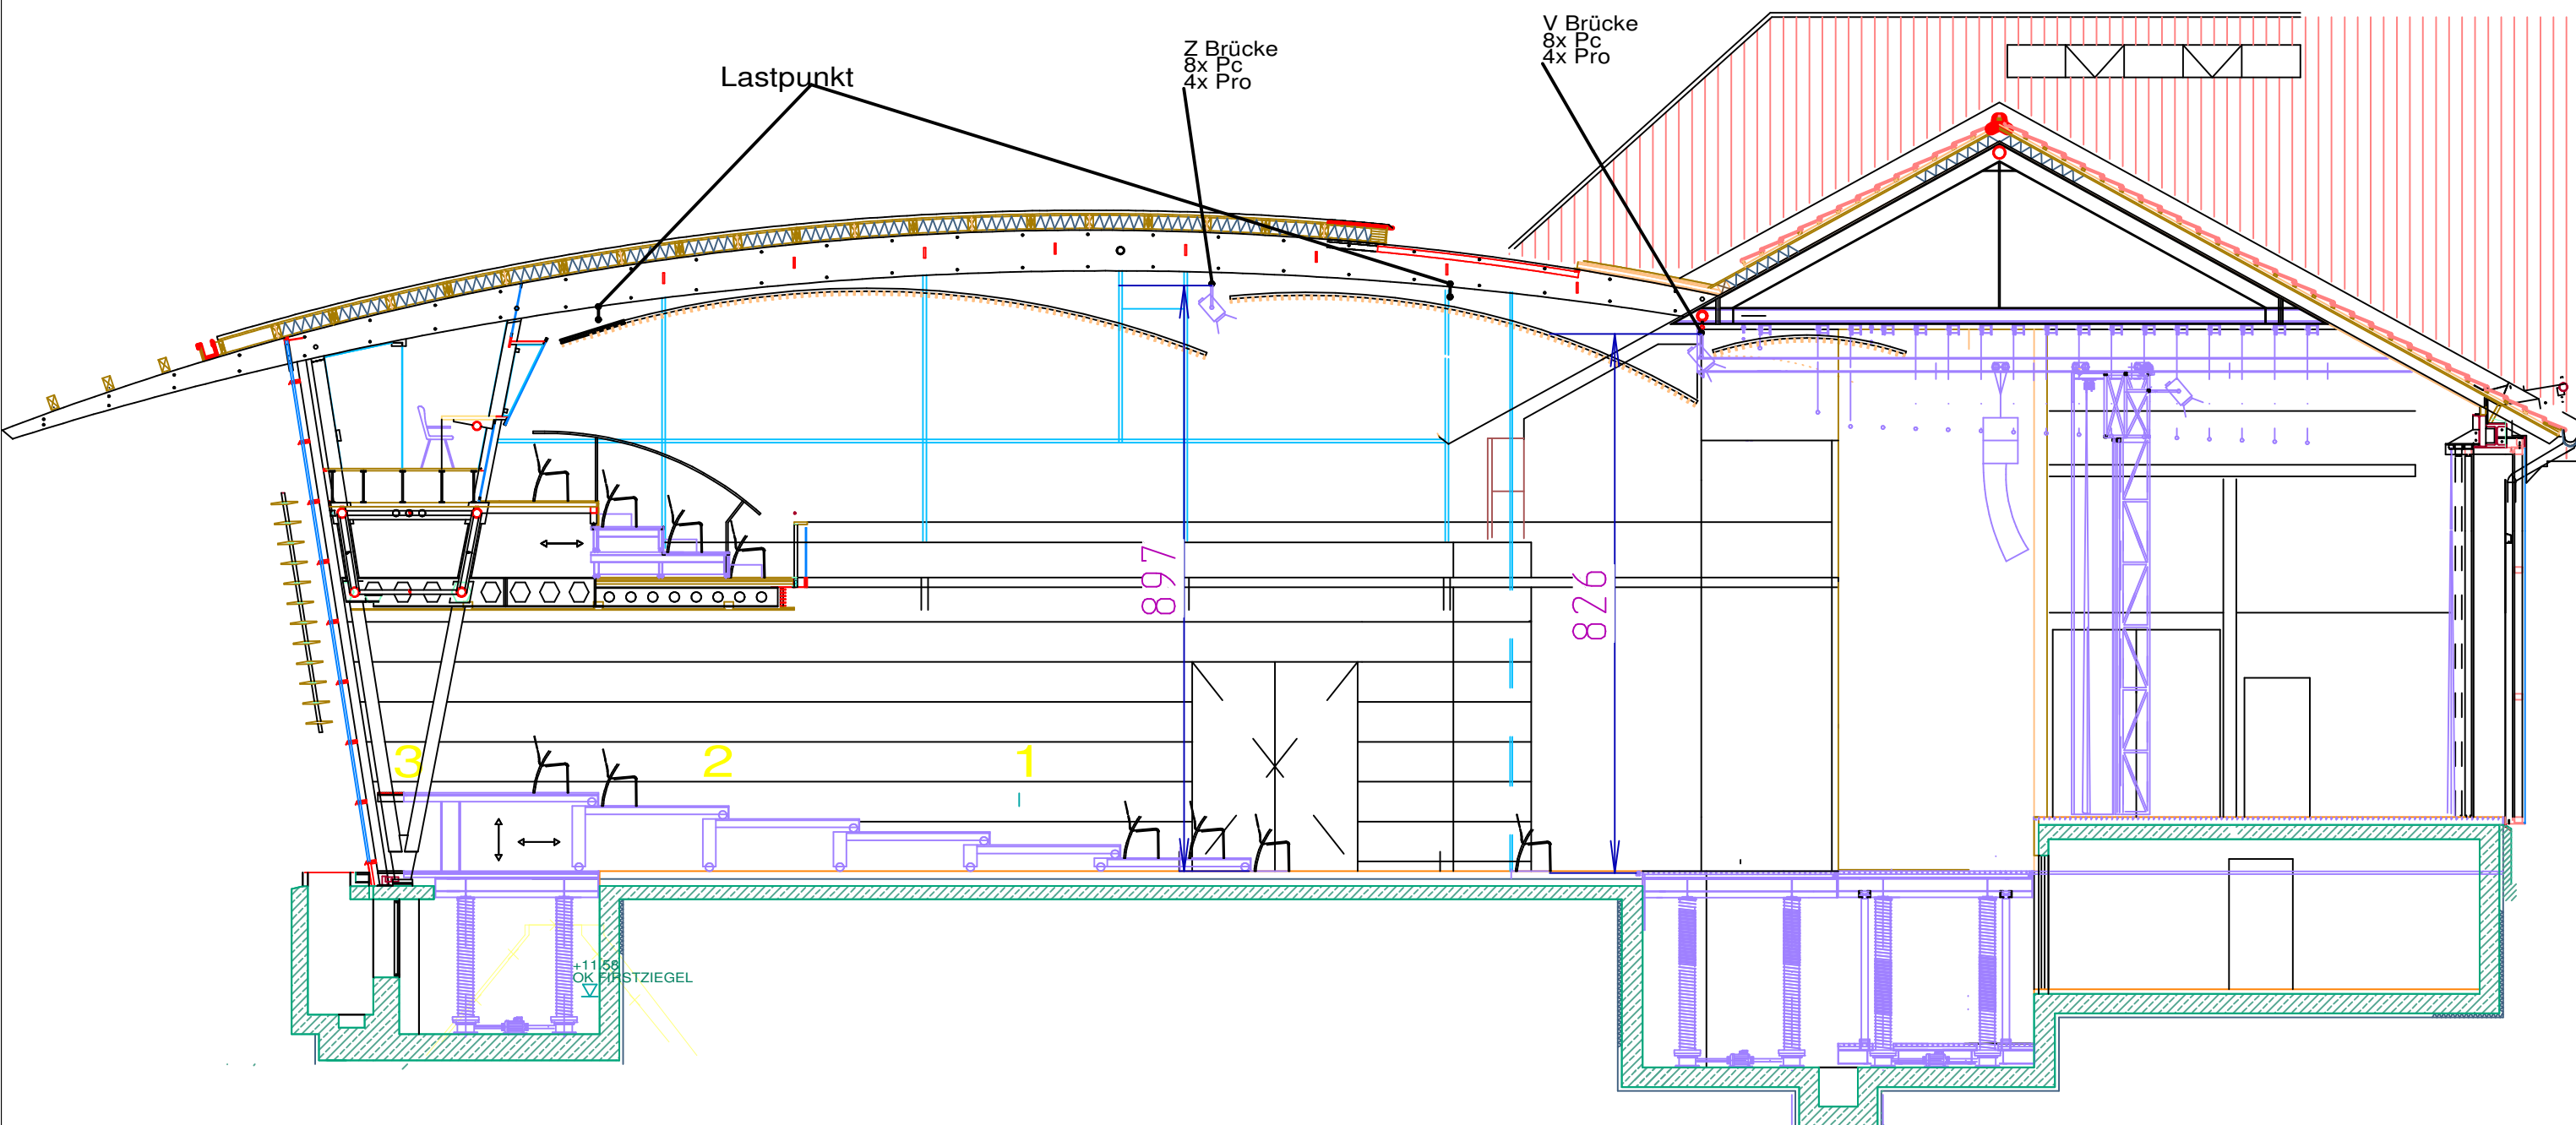 Lastpunkt
Z Brücke
8x Pc
4x Pro
V Brücke
8x Pc
4x Pro
897
826
3
2
1
+11.58
OK FIRSTZIEGEL